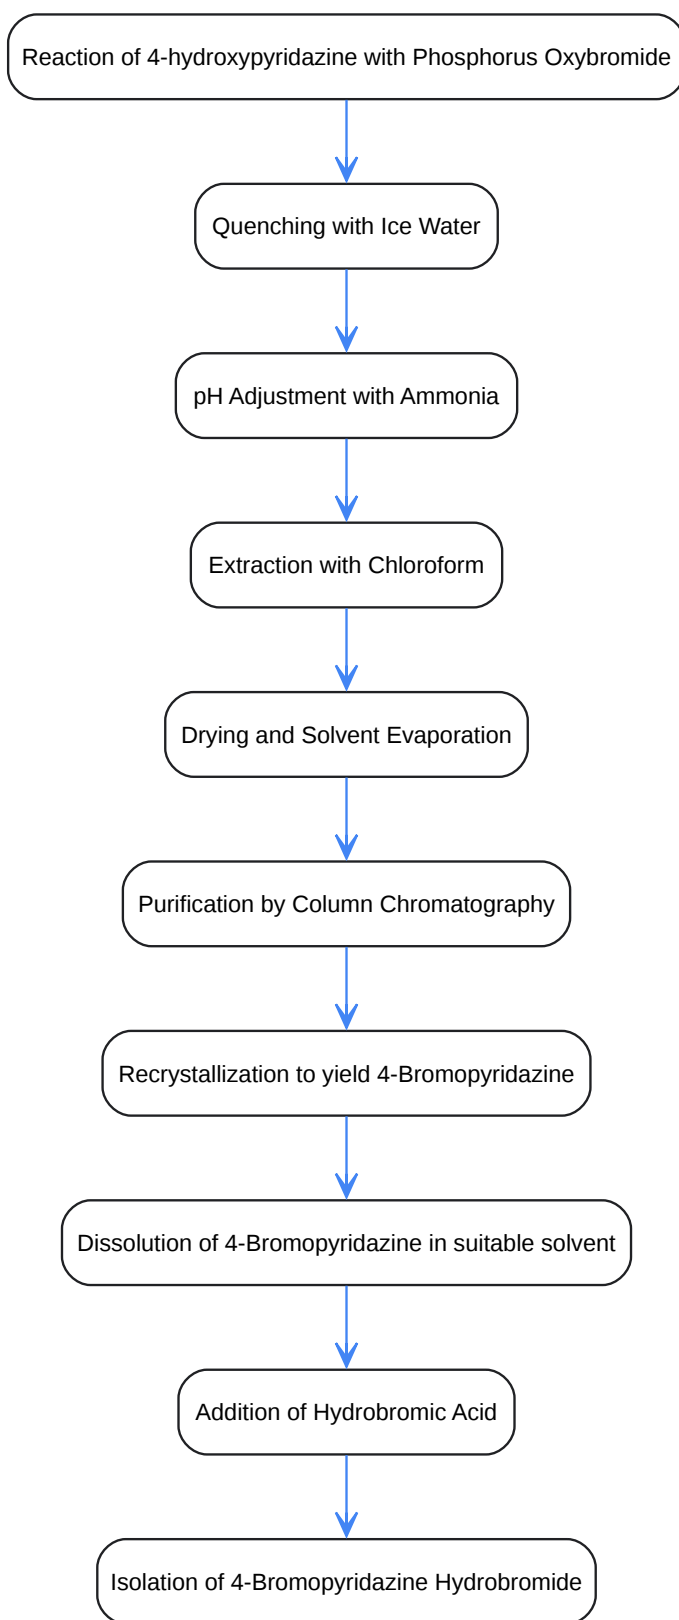 Reaction of 4-hydroxypyridazine with Phosphorus Oxybromide
Quenching with Ice Water
pH Adjustment with Ammonia
Extraction with Chloroform
Drying and Solvent Evaporation
Purification by Column Chromatography
Recrystallization to yield 4-Bromopyridazine
Dissolution of 4-Bromopyridazine in suitable solvent
Addition of Hydrobromic Acid
Isolation of 4-Bromopyridazine Hydrobromide